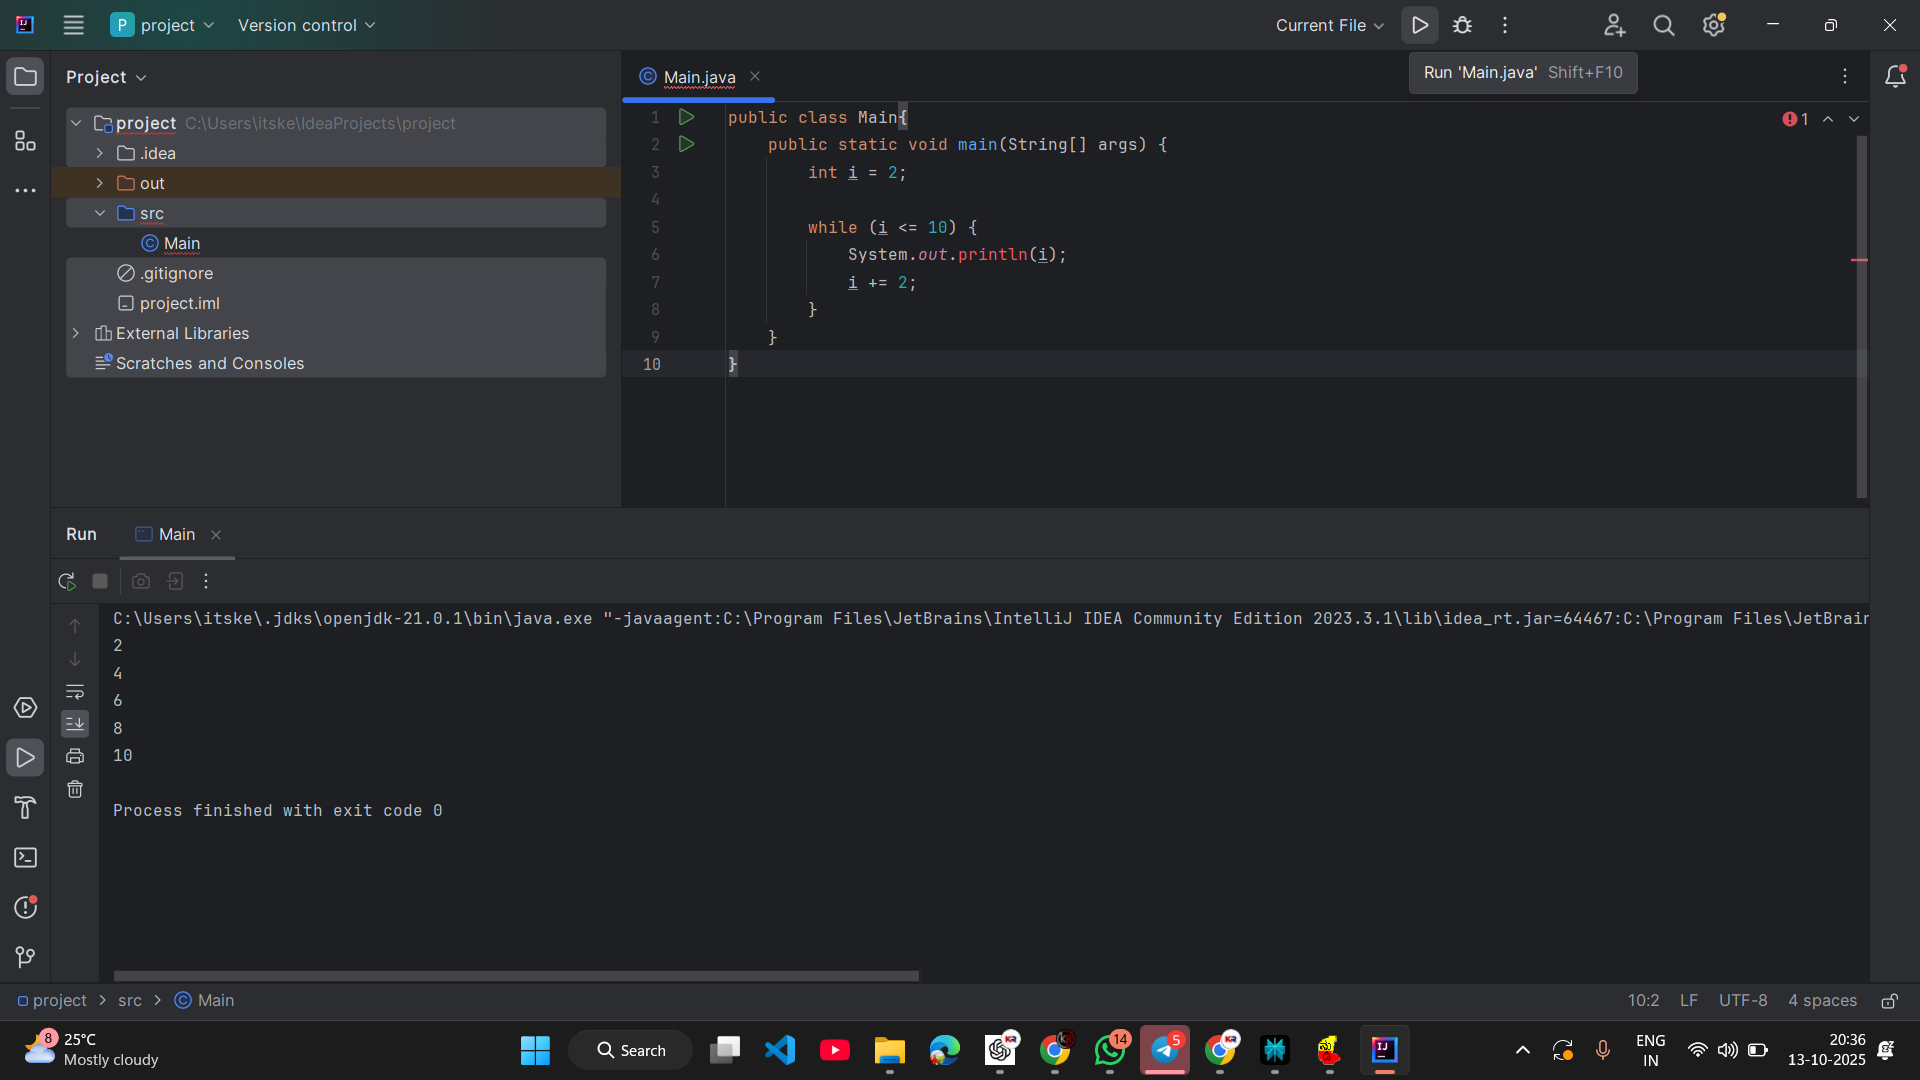 P project Version control Current File
Project
Main.java
Run 'Main.java' Shift+F10
project C:\Users\itske\IdeaProjects\project
.idea
out
src
Main
.gitignore
project.iml
External Libraries
Scratches and Consoles
1 public class Main{
2 public static void main(String[] args) {
3 int i = 2;
4
5 while (i <= 10) {
6 System.out.println(i);
7 i += 2;
8 }
9 }
10 }
1
Run Main
C:\Users\itske\.jdks\openjdk-21.0.1\bin\java.exe "-javaagent:C:\Program Files\JetBrains\IntelliJ IDEA Community Edition 2023.3.1\lib\idea_rt.jar=64467:C:\Program Files\JetBrain
2
4
6
8
10
Process finished with exit code 0
project > src > Main 10:2 LF UTF-8 4 spaces
8 25°C
Mostly cloudy
Search
14
5
ENG
IN
20:36
13-10-2025